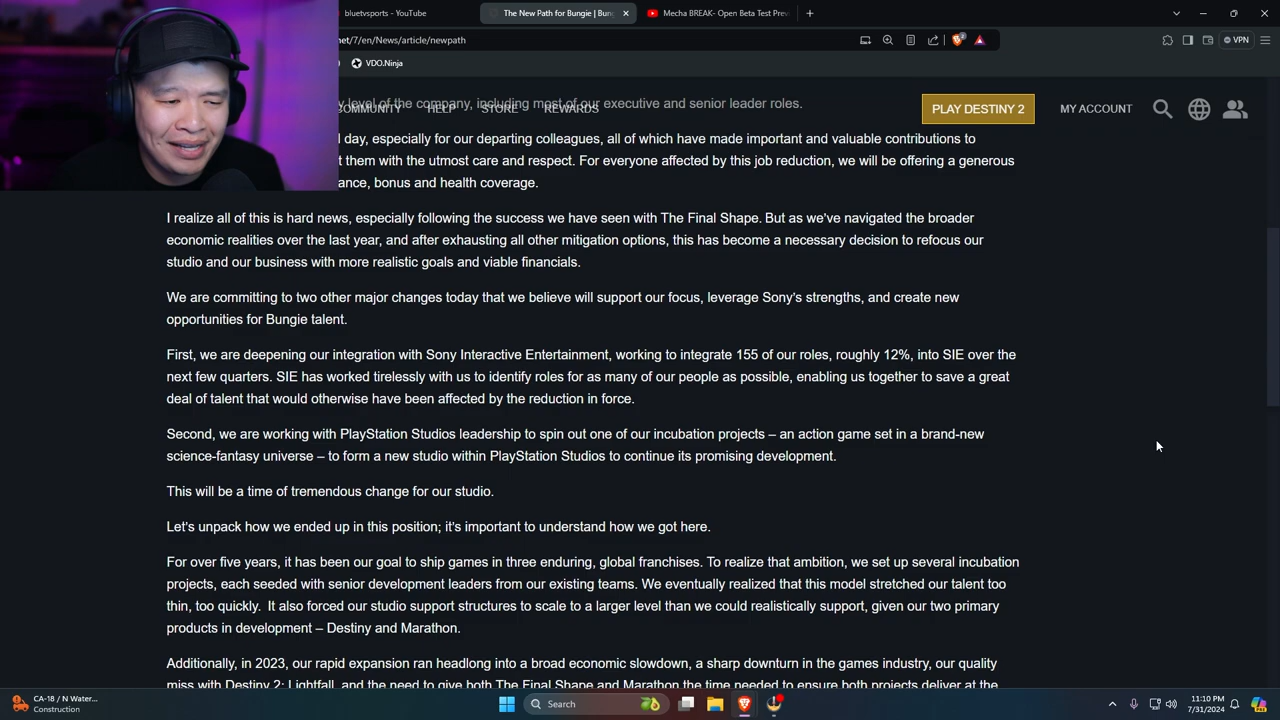 bluetvsports - YouTube
The New Path for Bungie | Bun
Mecha BREAK- Open Beta Test Prev
net/7/en/News/article/newpath
VPN
VDO.Ninja
y level of the company, including most of our executive and senior leader roles.
COMMUNITY HELP STORE REWARDS
PLAY DESTINY 2
MY ACCOUNT
l day, especially for our departing colleagues, all of which have made important and valuable contributions to
t them with the utmost care and respect. For everyone affected by this job reduction, we will be offering a generous
ance, bonus and health coverage.
I realize all of this is hard news, especially following the success we have seen with The Final Shape. But as we've navigated the broader
economic realities over the last year, and after exhausting all other mitigation options, this has become a necessary decision to refocus our
studio and our business with more realistic goals and viable financials.
We are committing to two other major changes today that we believe will support our focus, leverage Sony's strengths, and create new
opportunities for Bungie talent.
First, we are deepening our integration with Sony Interactive Entertainment, working to integrate 155 of our roles, roughly 12%, into SIE over the
next few quarters. SIE has worked tirelessly with us to identify roles for as many of our people as possible, enabling us together to save a great
deal of talent that would otherwise have been affected by the reduction in force.
Second, we are working with PlayStation Studios leadership to spin out one of our incubation projects – an action game set in a brand-new
science-fantasy universe – to form a new studio within PlayStation Studios to continue its promising development.
This will be a time of tremendous change for our studio.
Let's unpack how we ended up in this position; it's important to understand how we got here.
For over five years, it has been our goal to ship games in three enduring, global franchises. To realize that ambition, we set up several incubation
projects, each seeded with senior development leaders from our existing teams. We eventually realized that this model stretched our talent too
thin, too quickly. It also forced our studio support structures to scale to a larger level than we could realistically support, given our two primary
products in development – Destiny and Marathon.
Additionally, in 2023, our rapid expansion ran headlong into a broad economic slowdown, a sharp downturn in the games industry, our quality
miss with Destiny 2: Lightfall, and the need to give both The Final Shape and Marathon the time needed to ensure both projects deliver at the
CA-18 / N Water...
Construction
Search
11:10 PM
7/31/2024